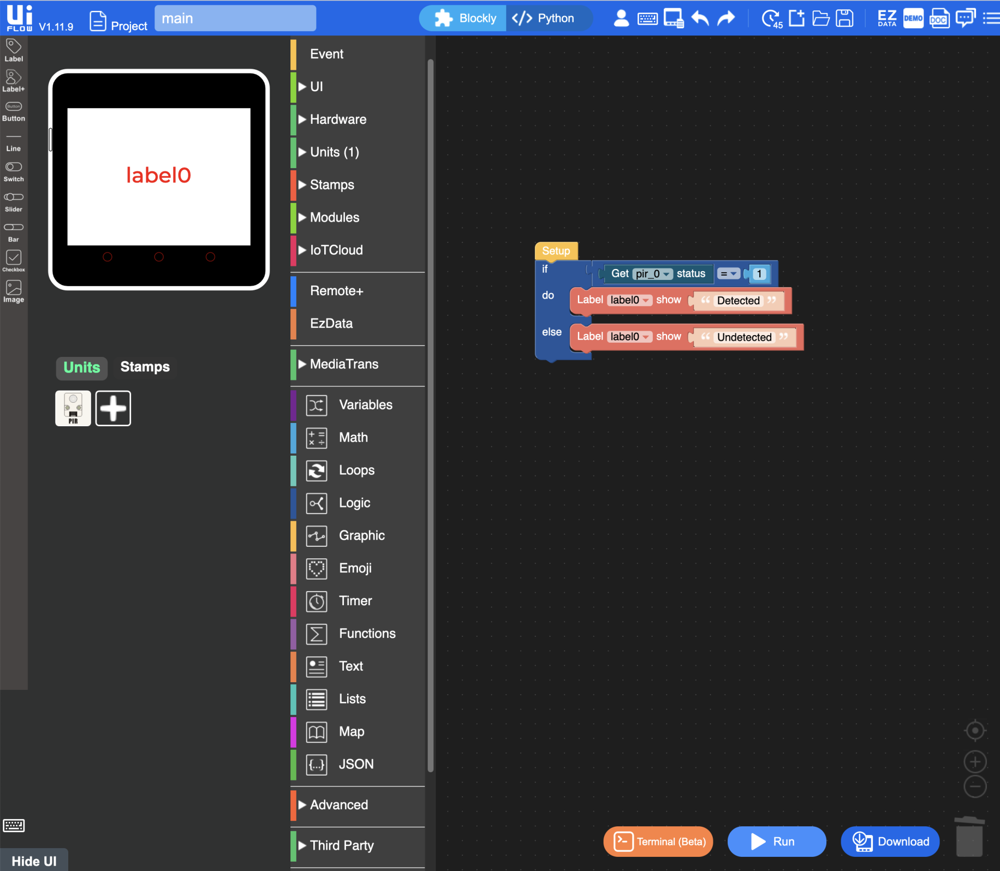 Ui FLOW V1.11.9 Project main Blockly </> Python 45 EZ DATA DEMO DOC
Label
Label+
Button
Button
Line
Switch
Slider
Bar
Checkbox
Image
label0
Units Stamps
PIR
Hide UI
Event
UI
Hardware
Units (1)
Stamps
Modules
IoTCloud
Remote+
EzData
MediaTrans
Variables
Math
Loops
Logic
Graphic
Emoji
Timer
Functions
Text
Lists
Map
{...} JSON
Advanced
Third Party
Setup
if Get pir_0 status = 1
do Label label0 show “ Detected ”
else Label label0 show “ Undetected ”
Terminal (Beta) Run Download